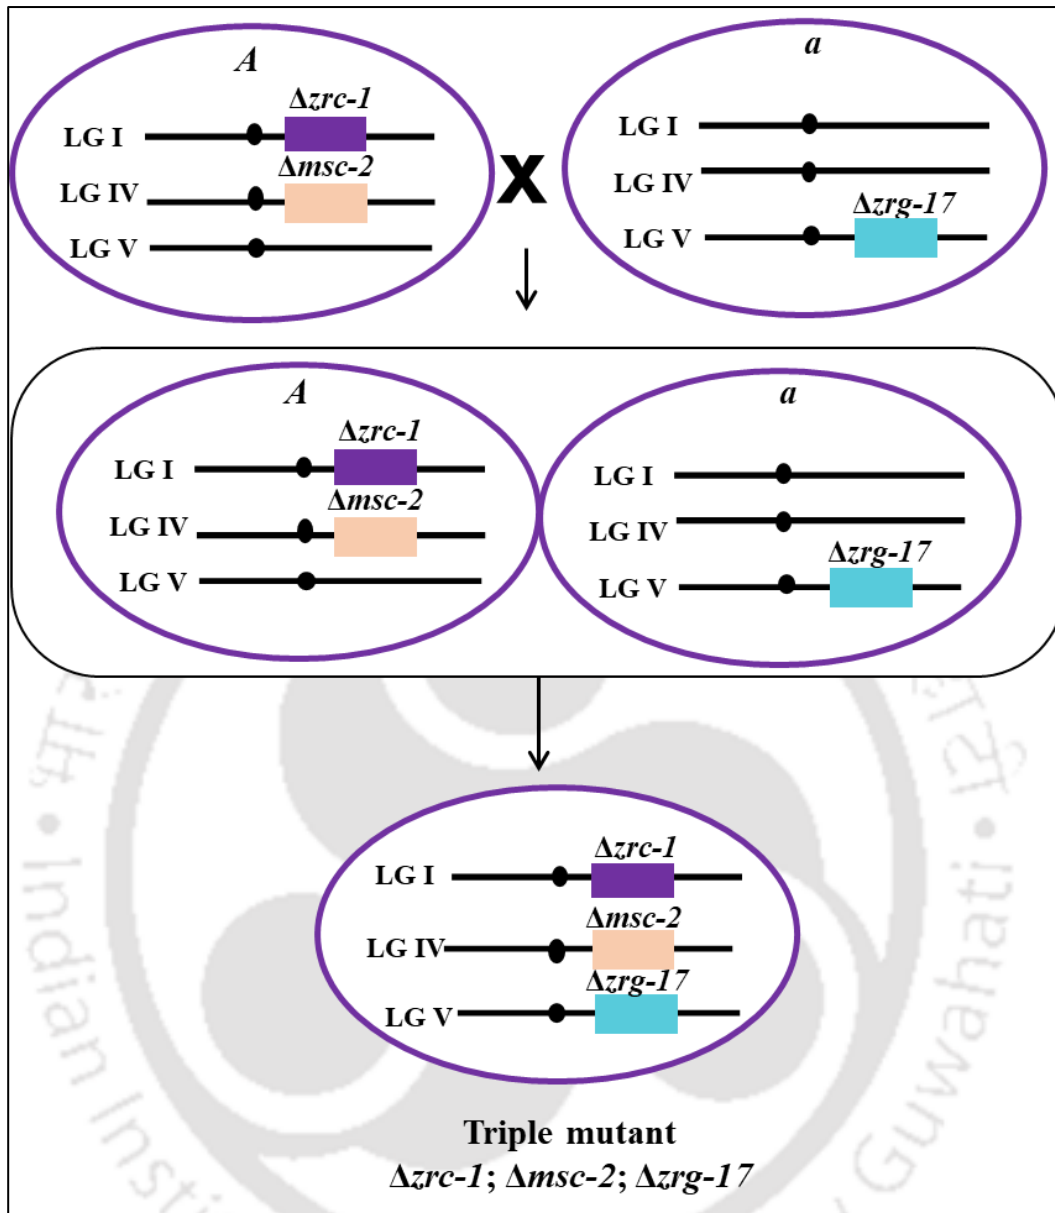 A a
Δzrc-1
LG I LG I
Δmsc-2
LG IV LG IV
Δzrg-17
LG V LG V
X
A a
Δzrc-1
LG I LG I
Δmsc-2
LG IV LG IV
Δzrg-17
LG V LG V
Δzrc-1
LG I
Δmsc-2
LG IV
Δzrg-17
LG V
Triple mutant
Δzrc-1; Δmsc-2; Δzrg-17
Indian
Guwahati